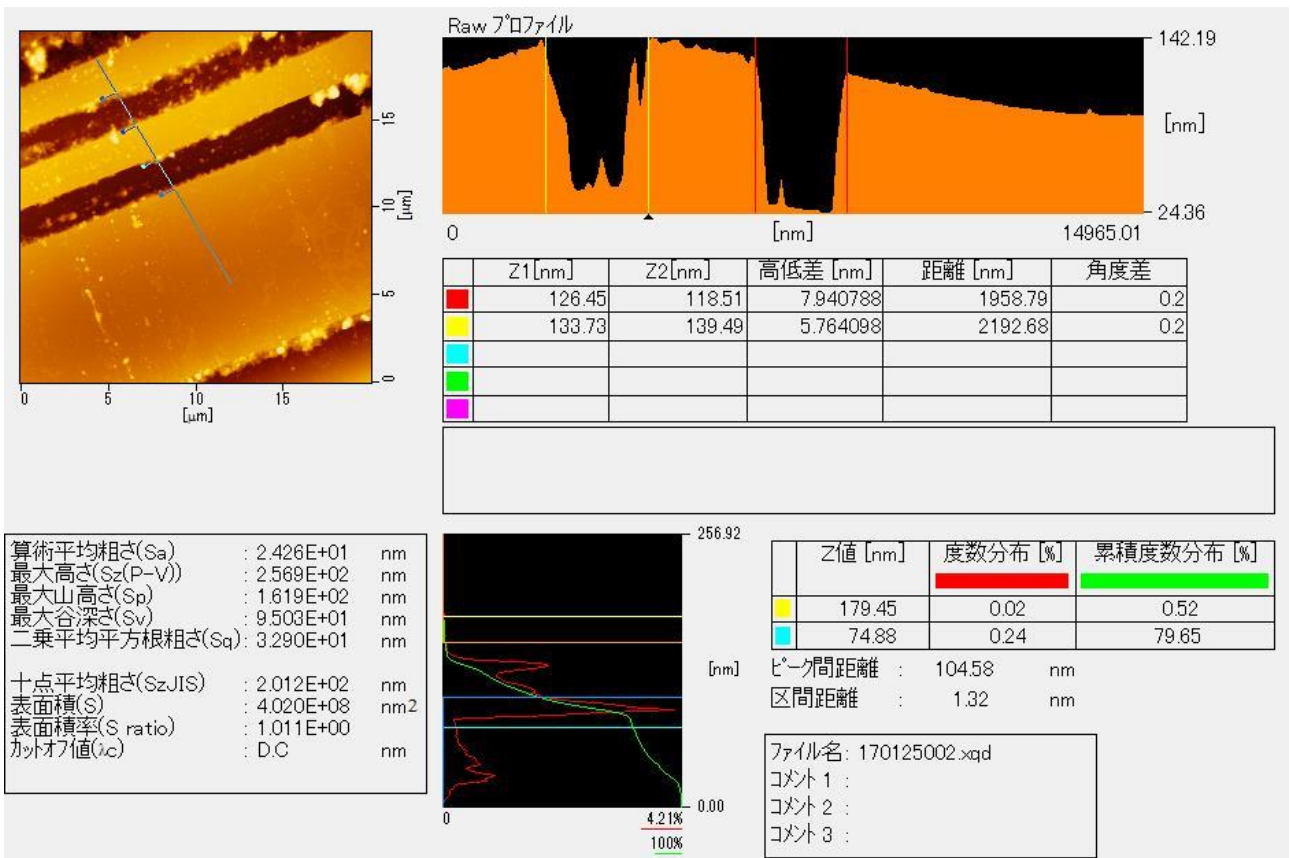 Raw プロファイル
142.19
[nm]
24.36
0 [nm] 14965.01
15
10
5
0
[μm]
0 5 10 15
[μm]
Z1[nm] Z2[nm] 高低差 [nm] 距離 [nm] 角度差
126.45 118.51 7.940788 1958.79 0.2
133.73 139.49 5.764098 2192.68 0.2
算術平均粗さ(Sa) : 2.426E+01 nm
最大高さ(Sz(P-V)) : 2.569E+02 nm
最大山高さ(Sp) : 1.619E+02 nm
最大谷深さ(Sv) : 9.503E+01 nm
二乗平均平方根粗さ(Sq): 3.290E+01 nm
十点平均粗さ(SzJIS) : 2.012E+02 nm
表面積(S) : 4.020E+08 nm2
表面積率(S ratio) : 1.011E+00
カットオフ値(λc) : D.C nm
256.92
[nm]
0.00
0 4.21%
100%
Z値 [nm] 度数分布 [%] 累積度数分布 [%]
179.45 0.02 0.52
74.88 0.24 79.65
ピーク間距離 : 104.58 nm
区間距離 : 1.32 nm
ファイル名: 170125002.xqd
コメント 1 :
コメント 2 :
コメント 3 :